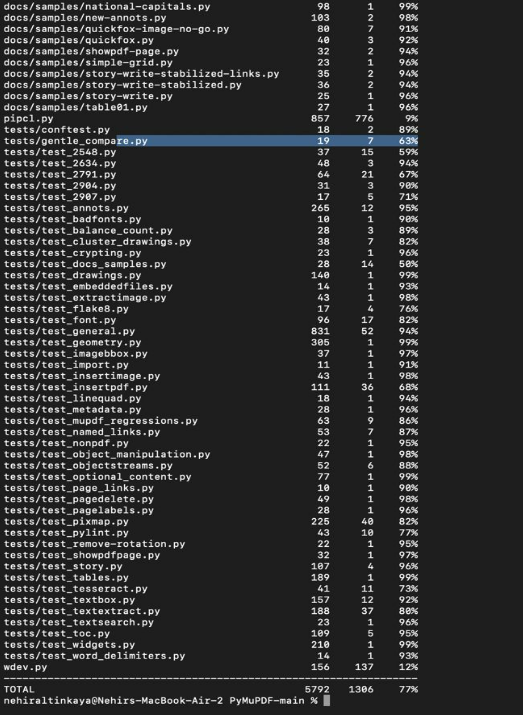 docs/samples/national-capitals.py 98 1 99%
docs/samples/new-annots.py 103 2 98%
docs/samples/quickfox-image-no-go.py 80 7 91%
docs/samples/quickfox.py 40 3 92%
docs/samples/showpdf-page.py 32 2 94%
docs/samples/simple-grid.py 23 1 96%
docs/samples/story-write-stabilized-links.py 35 2 94%
docs/samples/story-write-stabilized.py 36 2 94%
docs/samples/story-write.py 25 1 96%
docs/samples/table01.py 27 1 96%
pipcl.py 857 776 9%
tests/conftest.py 18 2 89%
tests/gentle_compare.py 19 7 63%
tests/test_2548.py 37 15 59%
tests/test_2634.py 48 3 94%
tests/test_2791.py 64 21 67%
tests/test_2904.py 31 3 90%
tests/test_2907.py 17 5 71%
tests/test_annots.py 265 12 95%
tests/test_badfonts.py 10 1 90%
tests/test_balance_count.py 28 3 89%
tests/test_cluster_drawings.py 38 7 82%
tests/test_crypting.py 23 1 96%
tests/test_docs_samples.py 28 14 50%
tests/test_drawings.py 140 1 99%
tests/test_embeddedfiles.py 14 1 93%
tests/test_extractimage.py 43 1 98%
tests/test_flake8.py 17 4 76%
tests/test_font.py 96 17 82%
tests/test_general.py 831 52 94%
tests/test_geometry.py 305 1 99%
tests/test_imagebbox.py 37 1 97%
tests/test_import.py 11 1 91%
tests/test_insertimage.py 43 1 98%
tests/test_insertpdf.py 111 36 68%
tests/test_linequad.py 18 1 94%
tests/test_metadata.py 28 1 96%
tests/test_mupdf_regressions.py 63 9 86%
tests/test_named_links.py 53 7 87%
tests/test_nonpdf.py 22 1 95%
tests/test_object_manipulation.py 47 1 98%
tests/test_objectstreams.py 52 6 88%
tests/test_optional_content.py 77 1 99%
tests/test_page_links.py 10 1 90%
tests/test_pagedelete.py 49 1 98%
tests/test_pagelabels.py 28 1 96%
tests/test_pixmap.py 225 40 82%
tests/test_pylint.py 43 10 77%
tests/test_remove-rotation.py 22 1 95%
tests/test_showpdfpage.py 32 1 97%
tests/test_story.py 107 4 96%
tests/test_tables.py 189 1 99%
tests/test_tesseract.py 41 11 73%
tests/test_textbox.py 157 12 92%
tests/test_textextract.py 188 37 80%
tests/test_textsearch.py 23 1 96%
tests/test_toc.py 109 5 95%
tests/test_widgets.py 210 1 99%
tests/test_word_delimiters.py 14 1 93%
wdev.py 156 137 12%
TOTAL 5792 1306 77%
nehiraltinkaya@Nehirs-MacBook-Air-2 PyMuPDF-main %